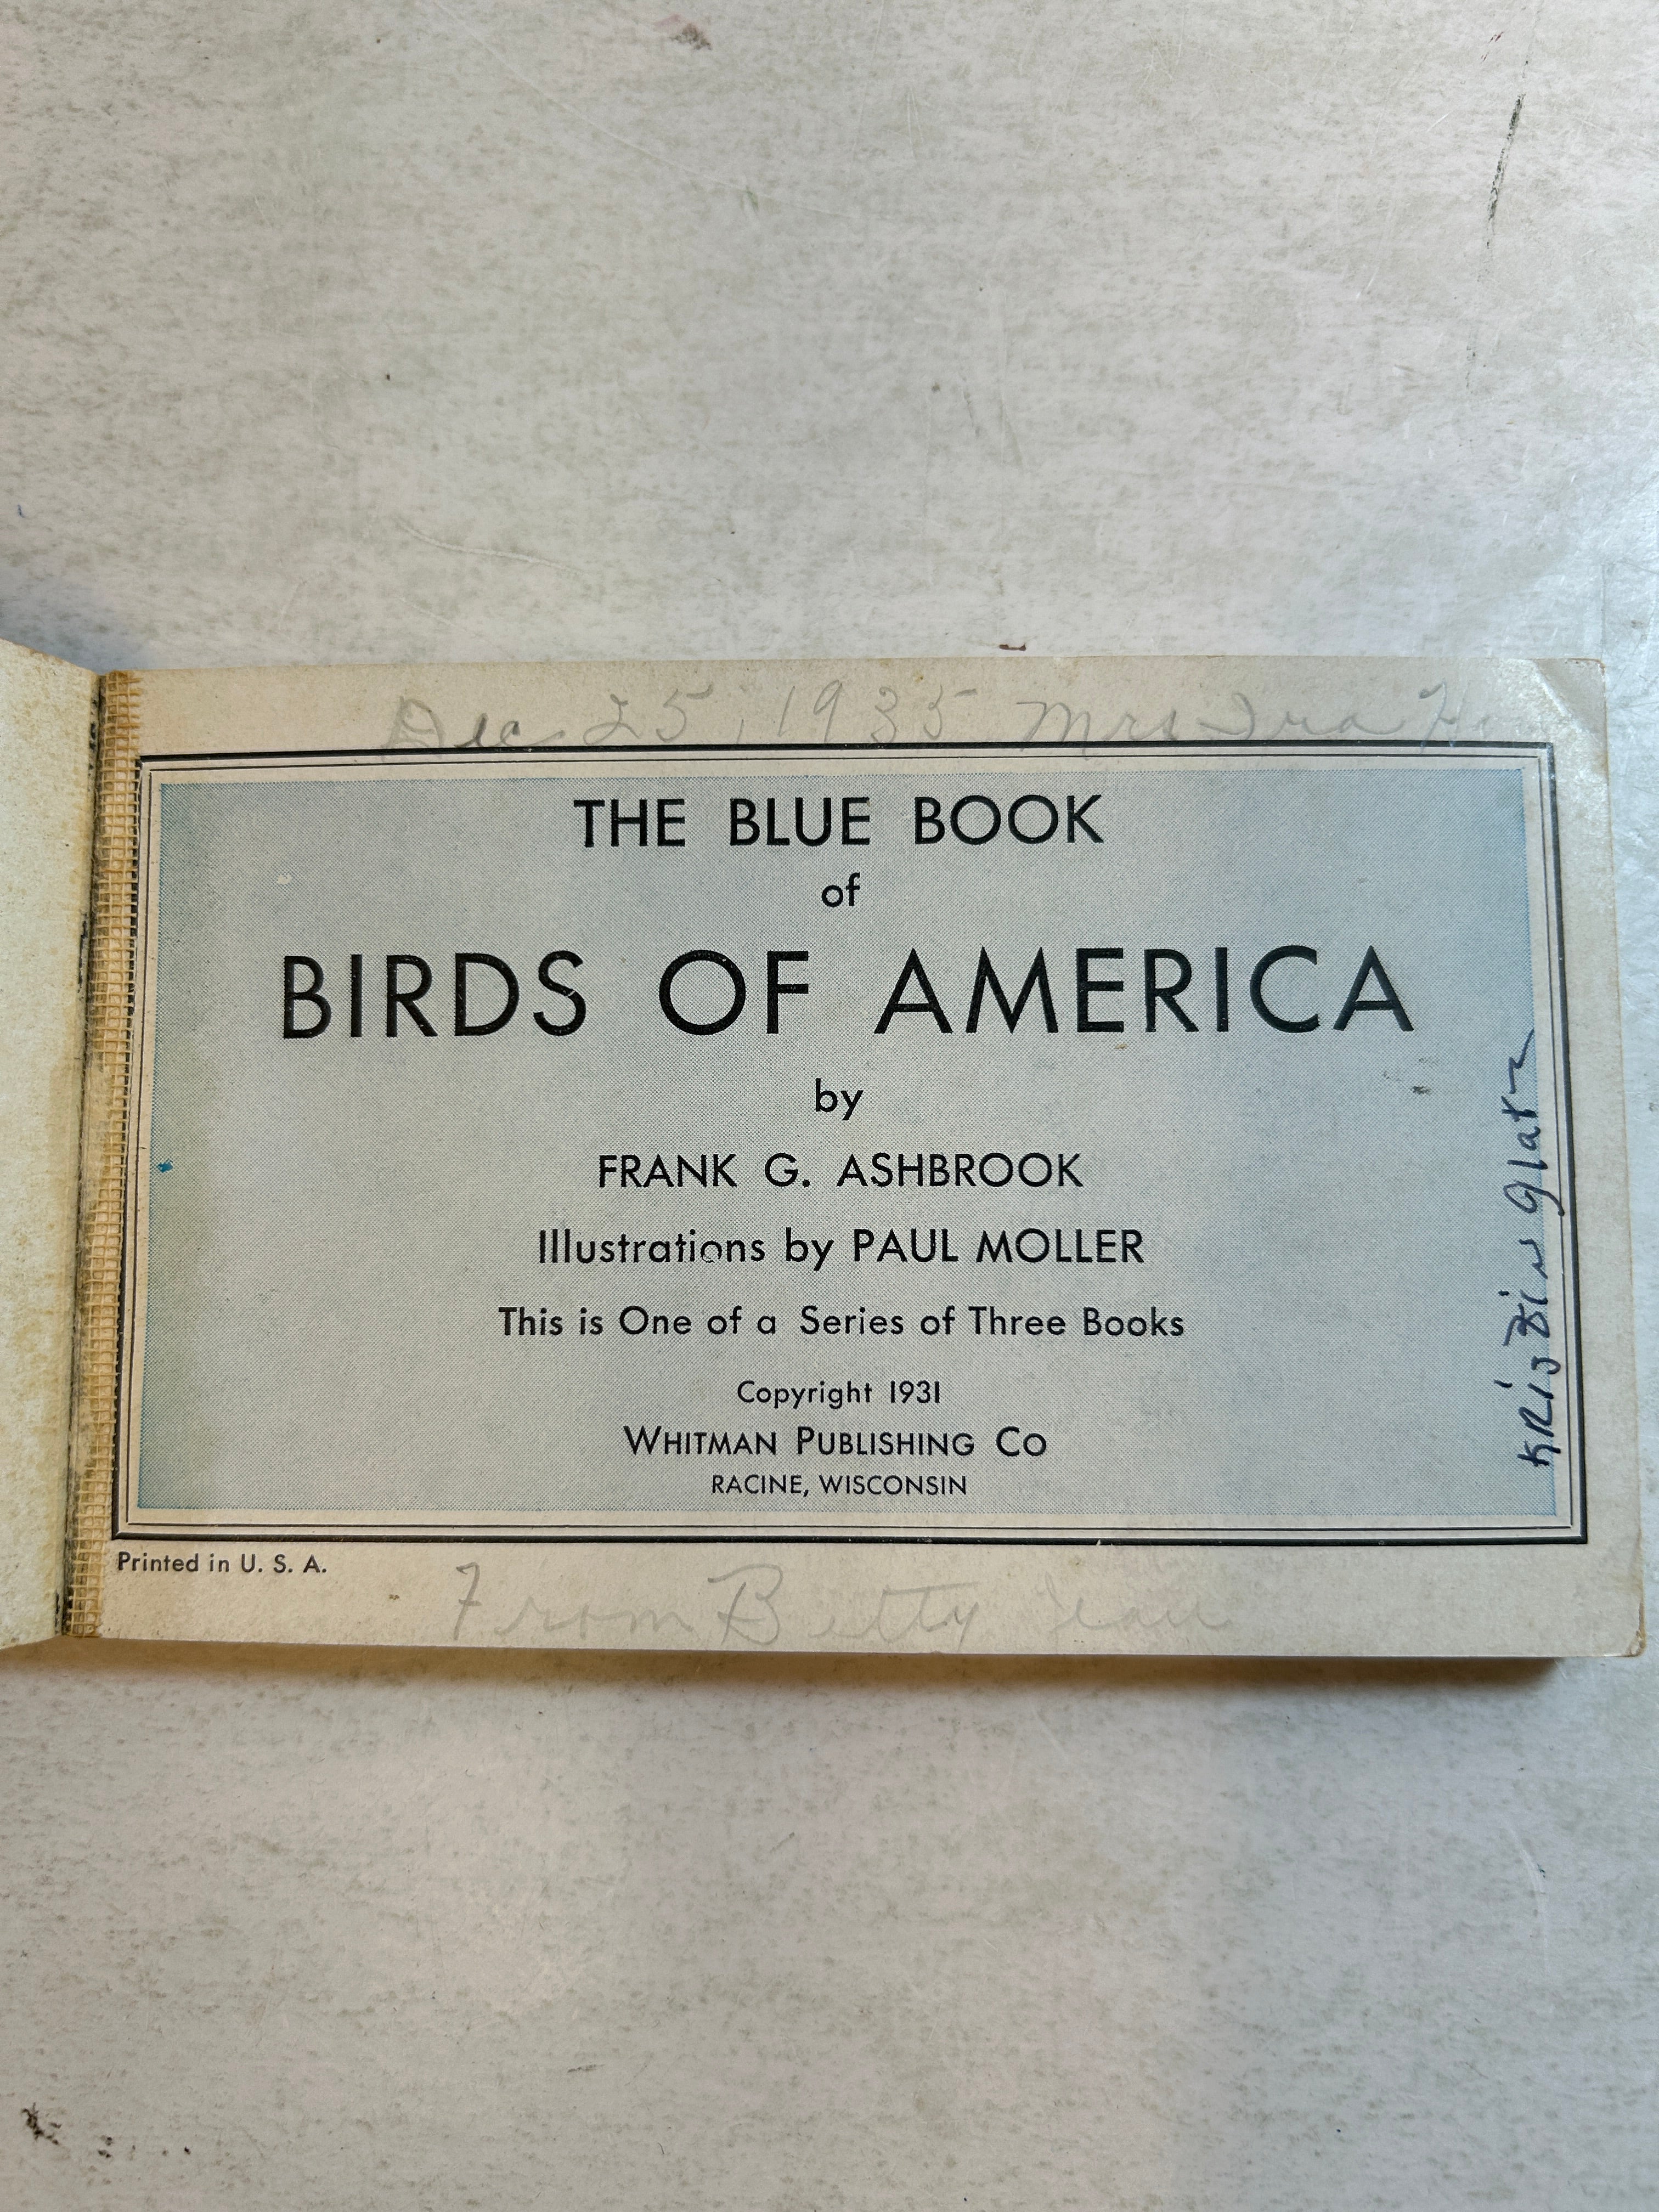 Dec 25, 1935 Mrs Ira
THE BLUE BOOK
of
BIRDS OF AMERICA
by
FRANK G. ASHBROOK
Illustrations by PAUL MOLLER
This is One of a Series of Three Books
Copyright 1931
WHITMAN PUBLISHING CO
RACINE, WISCONSIN
Printed in U. S. A.
From Betty Jean